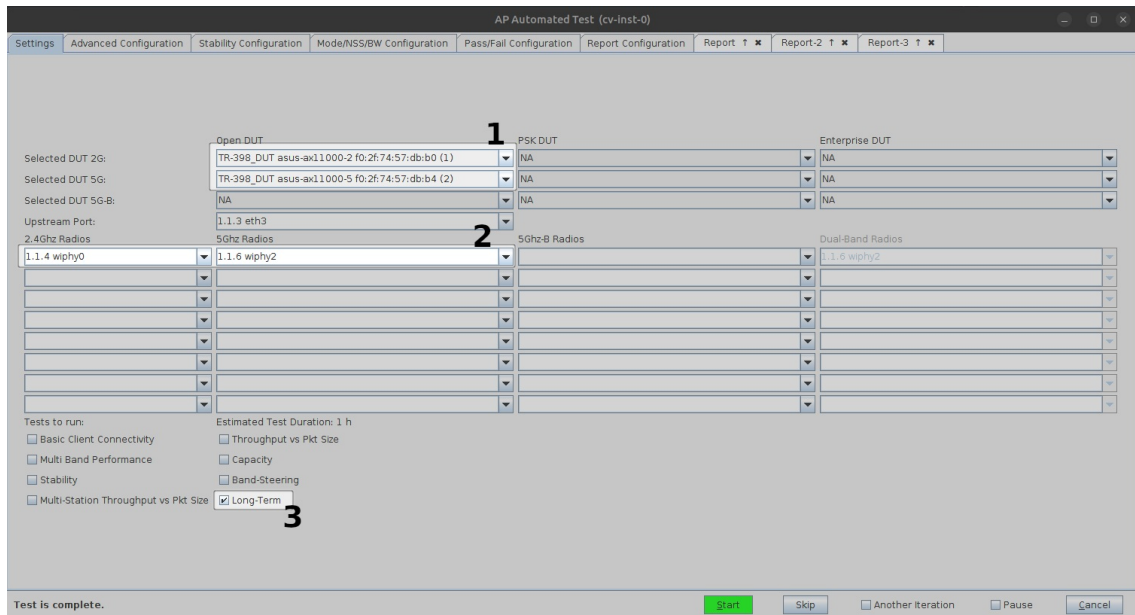 AP Automated Test (cv-inst-0)
Settings Advanced Configuration Stability Configuration Mode/NSS/BW Configuration Pass/Fail Configuration Report Configuration Report ↑ ✖ Report-2 ↑ ✖ Report-3 ↑ ✖
1
Open DUT PSK DUT Enterprise DUT
Selected DUT 2G: TR-398_DUT asus-ax11000-2 f0:2f:74:57:db:b0 (1) NA NA
Selected DUT 5G: TR-398_DUT asus-ax11000-5 f0:2f:74:57:db:b4 (2) NA NA
Selected DUT 5G-B: NA NA NA
Upstream Port: 1.1.3 eth3
2
2.4Ghz Radios 5Ghz Radios 5Ghz-B Radios Dual-Band Radios
1.1.4 wiphy0 1.1.6 wiphy2 1.1.6 wiphy2
Tests to run: Estimated Test Duration: 1 h
Basic Client Connectivity Throughput vs Pkt Size
Multi Band Performance Capacity
Stability Band-Steering
Multi-Station Throughput vs Pkt Size Long-Term
3
Test is complete. Start Skip Another Iteration Pause Cancel